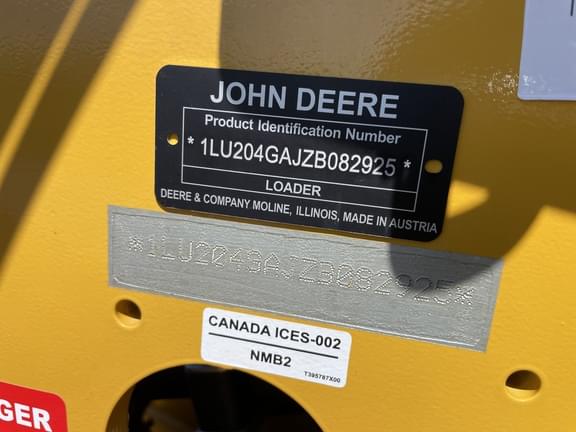 JOHN DEERE
Product Identification Number
* 1LU204GAJZB082925 *
LOADER
DEERE & COMPANY MOLINE, ILLINOIS, MADE IN AUSTRIA
*1LU204GAJZB082925*
CANADA ICES-002
NMB2
T395787X00
GER